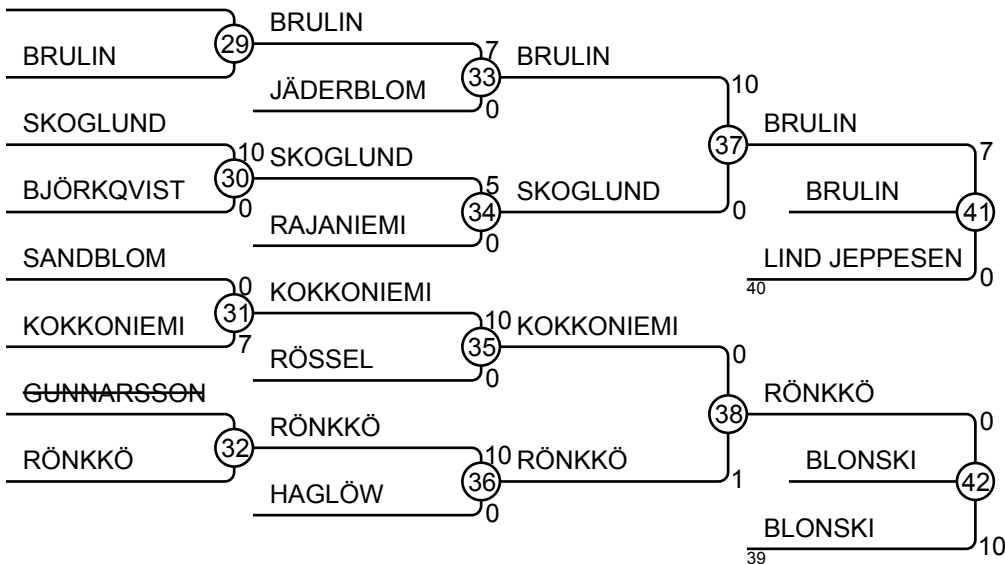 BRULIN
29
BRULIN
7
33
BRULIN
JÄDERBLOM
0
10
SKOGLUND
10
30
SKOGLUND
37
BRULIN
7
BJÖRKQVIST
0
5
34
SKOGLUND
0
BRULIN
41
RAJANIEMI
0
SANDBLOM
0
31
KOKKONIEMI
LIND JEPPESEN
40
0
KOKKONIEMI
7
10
35
KOKKONIEMI
0
RÖSSEL
0
GUNNARSSON
38
RÖNKKÖ
0
32
RÖNKKÖ
RÖNKKÖ
10
36
RÖNKKÖ
1
BLONSKI
42
HAGLÖW
0
BLONSKI
39
10